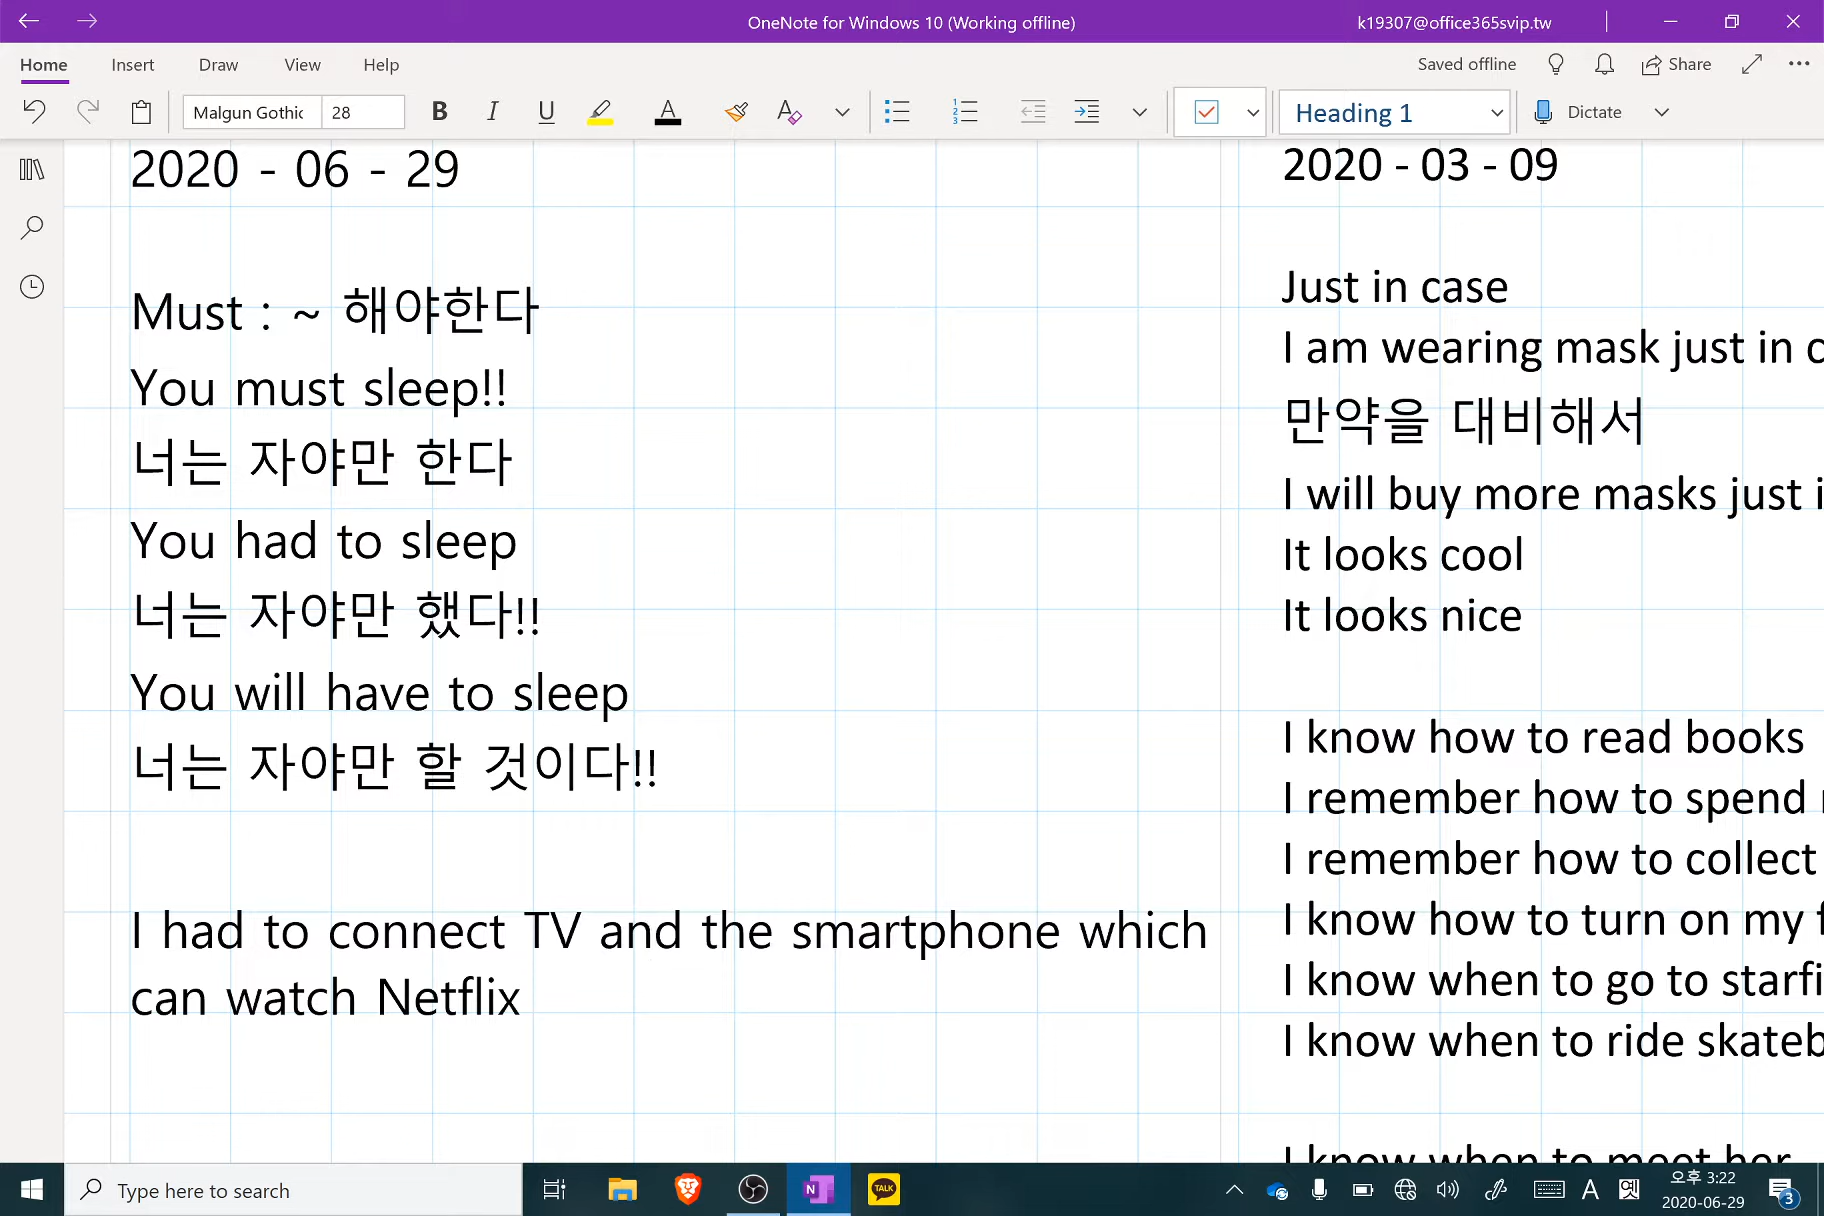 OneNote for Windows 10 (Working offline)
k19307@office365svip.tw
Home
Insert
Draw
View
Help
Saved offline
Share
Malgun Gothic
28
B
I
U
A
A
Heading 1
Dictate
2020 - 06 - 29
Must : ~ 해야한다
You must sleep!!
너는 자야만 한다
You had to sleep
너는 자야만 했다!!
You will have to sleep
너는 자야만 할 것이다!!
I had to connect TV and the smartphone which
can watch Netflix
2020 - 03 - 09
Just in case
I am wearing mask just in
만약을 대비해서
I will buy more masks just
It looks cool
It looks nice
I know how to read books
I remember how to spend
I remember how to collect
I know how to turn on my
I know when to go to
I know when to ride
I know when to meet her
Type here to search
N
TALK
A
오후 3:22
2020-06-29
3